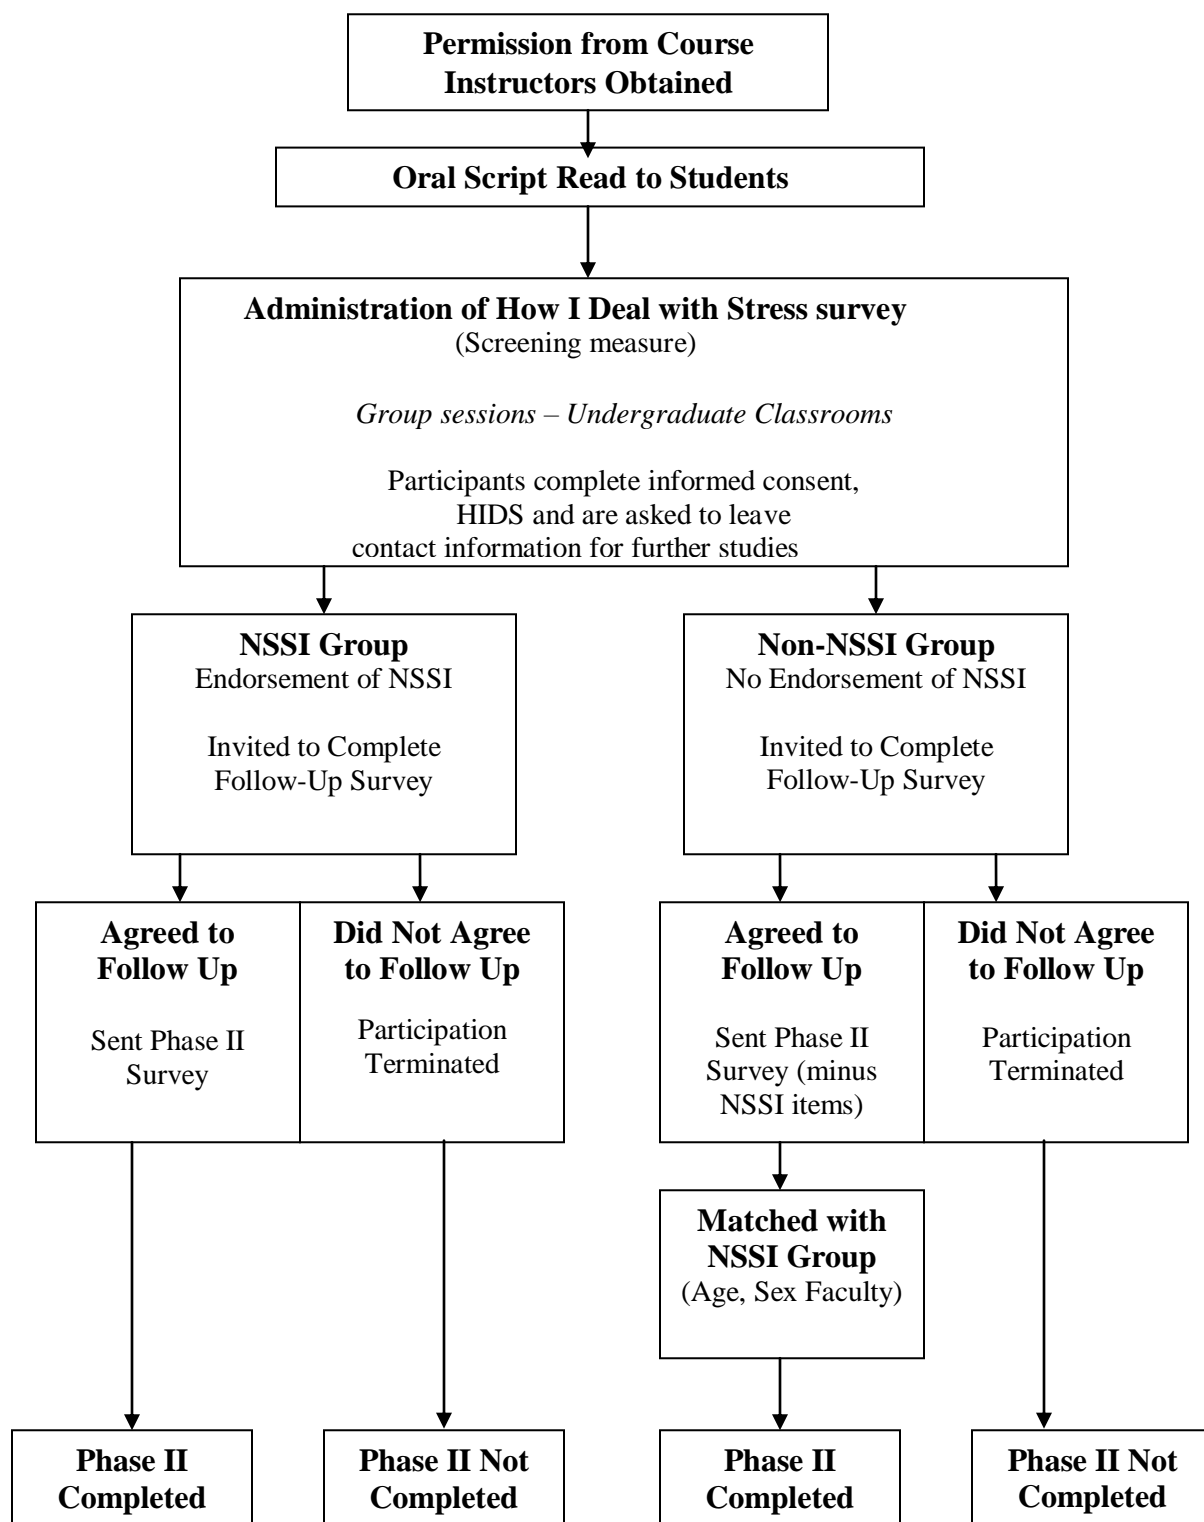 Permission from Course
Instructors Obtained
Oral Script Read to Students
Administration of How I Deal with Stress survey
(Screening measure)
Group sessions – Undergraduate Classrooms
Participants complete informed consent,
HIDS and are asked to leave
contact information for further studies
NSSI Group
Endorsement of NSSI
Invited to Complete
Follow-Up Survey
Non-NSSI Group
No Endorsement of NSSI
Invited to Complete
Follow-Up Survey
Agreed to
Follow Up
Sent Phase II
Survey
Did Not Agree
to Follow Up
Participation
Terminated
Agreed to
Follow Up
Sent Phase II
Survey (minus
NSSI items)
Did Not Agree
to Follow Up
Participation
Terminated
Matched with
NSSI Group
(Age, Sex Faculty)
Phase II
Completed
Phase II Not
Completed
Phase II
Completed
Phase II Not
Completed